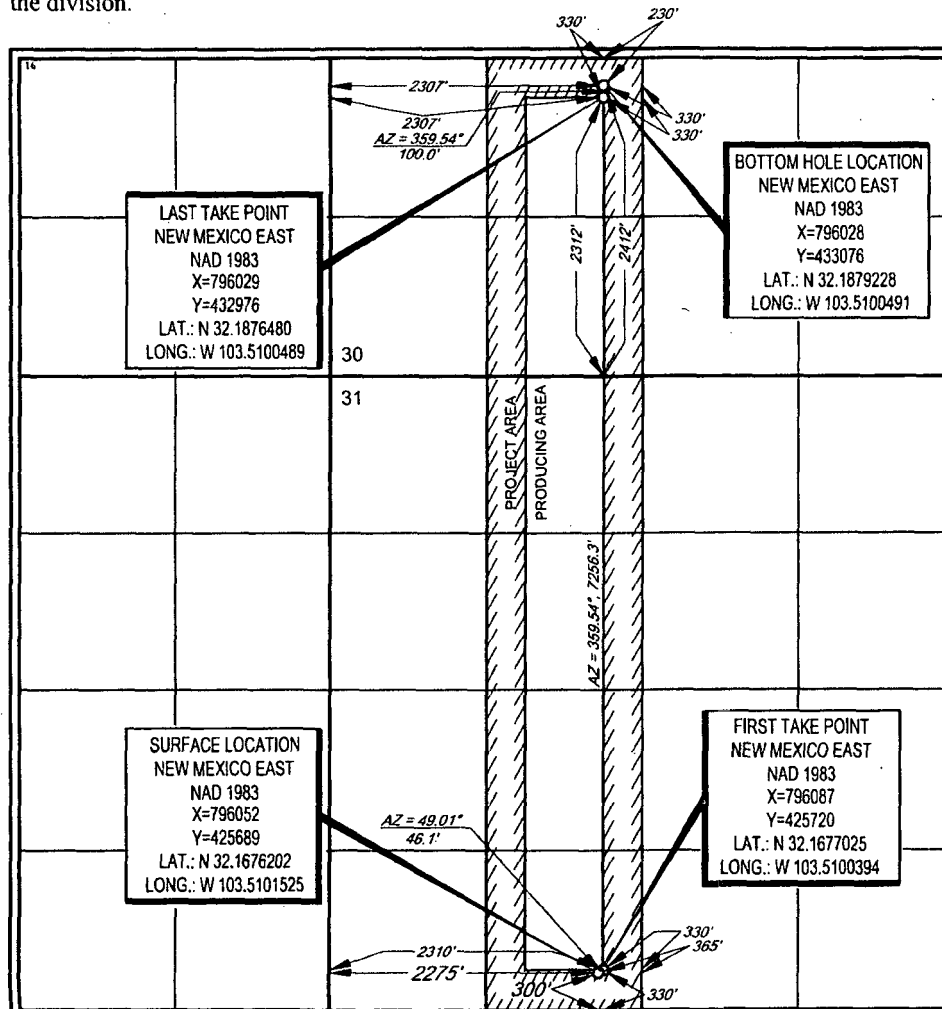 the division.
330'
230'
16
2307'
2307'
AZ = 359.54°
100.0'
330'
330'
BOTTOM HOLE LOCATION
NEW MEXICO EAST
NAD 1983
X=796028
Y=433076
LAT.: N 32.1879228
LONG.: W 103.5100491
LAST TAKE POINT
NEW MEXICO EAST
NAD 1983
X=796029
Y=432976
LAT.: N 32.1876480
LONG.: W 103.5100489
2312'
2412'
30
31
PROJECT AREA
PRODUCING AREA
AZ = 359.54°, 7256.3'
SURFACE LOCATION
NEW MEXICO EAST
NAD 1983
X=796052
Y=425689
LAT.: N 32.1676202
LONG.: W 103.5101525
AZ = 49.01°
46.1'
FIRST TAKE POINT
NEW MEXICO EAST
NAD 1983
X=796087
Y=425720
LAT.: N 32.1677025
LONG.: W 103.5100394
2310'
2275'
330'
365'
300'
330'